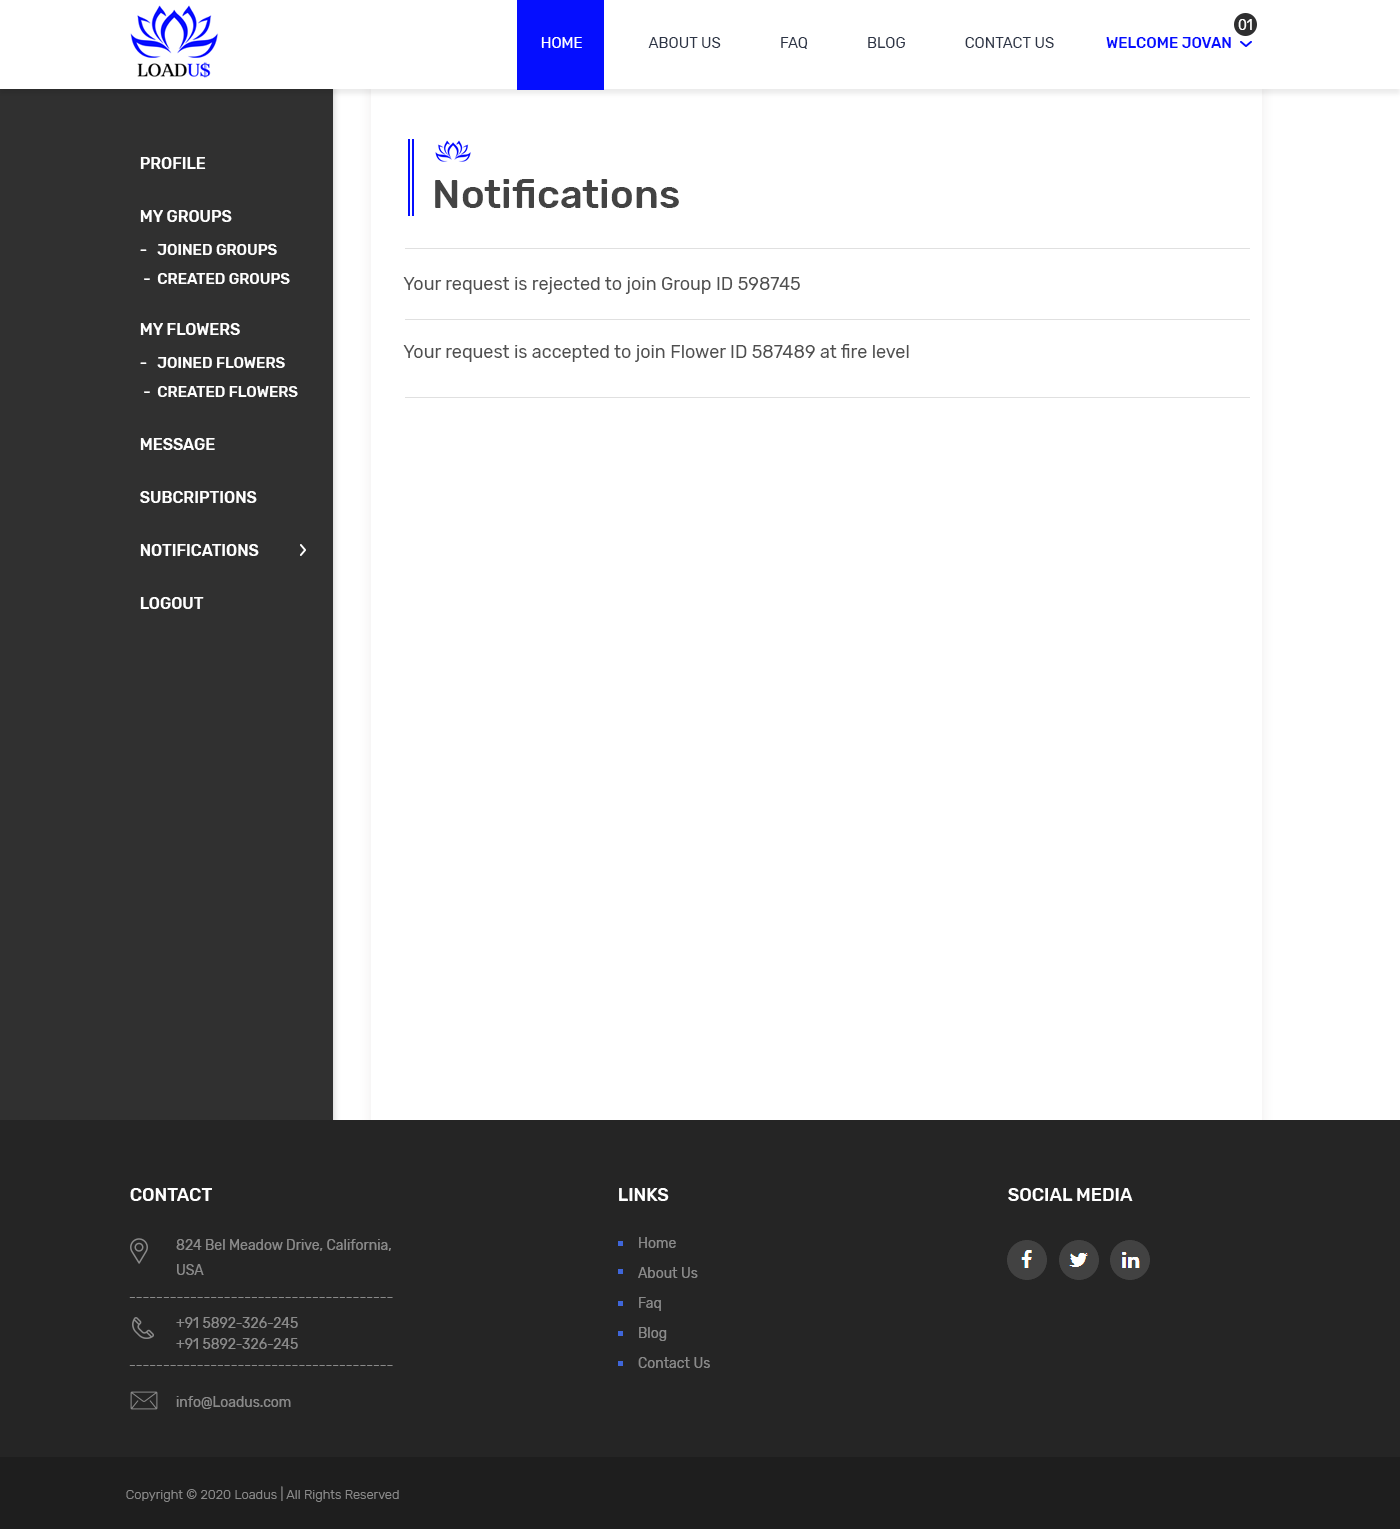 LOADU$
HOME
ABOUT US
FAQ
BLOG
CONTACT US
WELCOME JOVAN
01
PROFILE
MY GROUPS
- JOINED GROUPS
- CREATED GROUPS
MY FLOWERS
- JOINED FLOWERS
- CREATED FLOWERS
MESSAGE
SUBCRIPTIONS
NOTIFICATIONS
LOGOUT
Notifications
Your request is rejected to join Group ID 598745
Your request is accepted to join Flower ID 587489 at fire level
CONTACT
824 Bel Meadow Drive, California,
USA
+91 5892-326-245
+91 5892-326-245
info@Loadus.com
LINKS
Home
About Us
Faq
Blog
Contact Us
SOCIAL MEDIA
f
in
Copyright © 2020 Loadus | All Rights Reserved